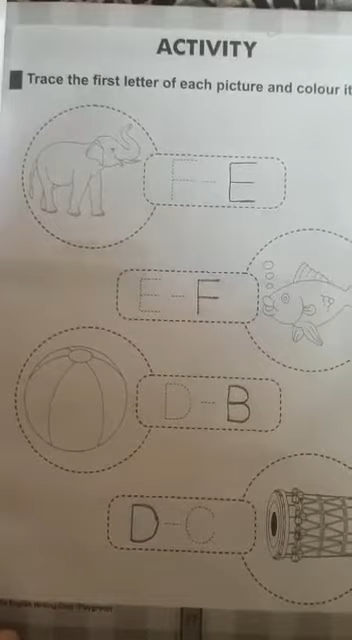 ACTIVITY
Trace the first letter of each picture and colour it
F - E
E - F
D - B
D - C